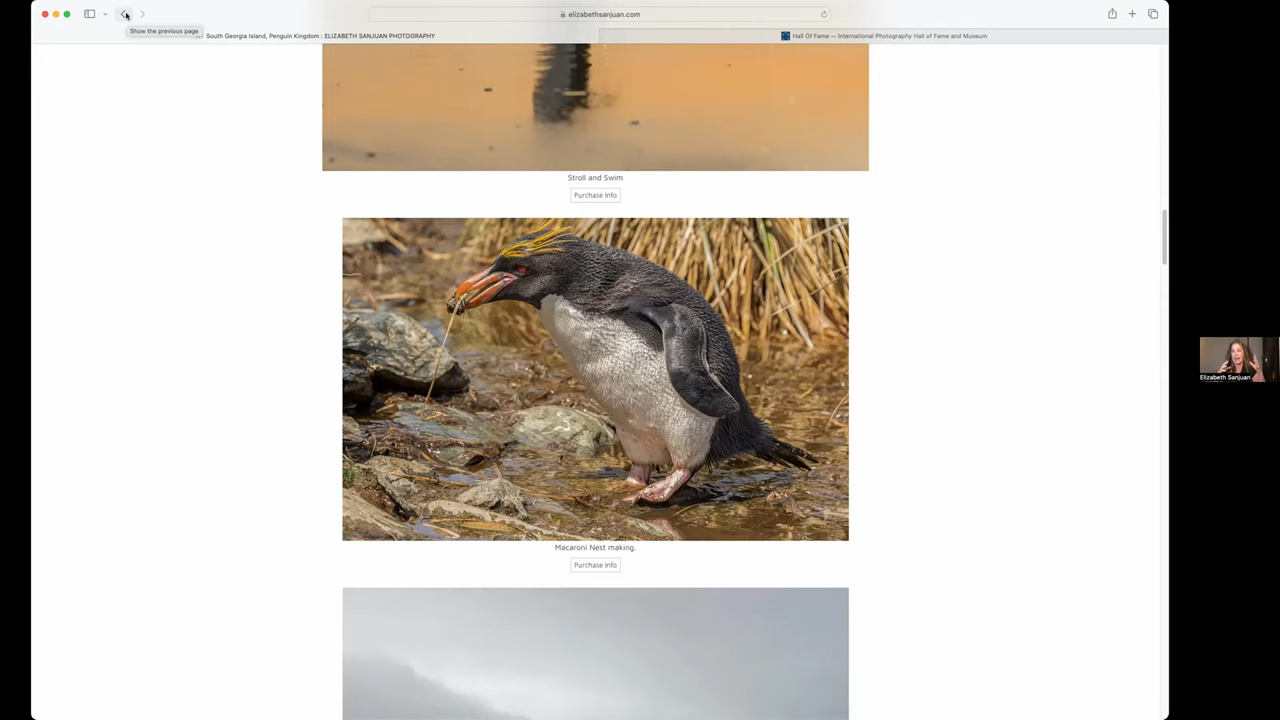 elizabethsanjuan.com
Show the previous page
South Georgia Island, Penguin Kingdom : ELIZABETH SANJUAN PHOTOGRAPHY
Hall Of Fame — International Photography Hall of Fame and Museum
Stroll and Swim
Purchase Info
Elizabeth Sanjuan
Macaroni Nest making.
Purchase Info